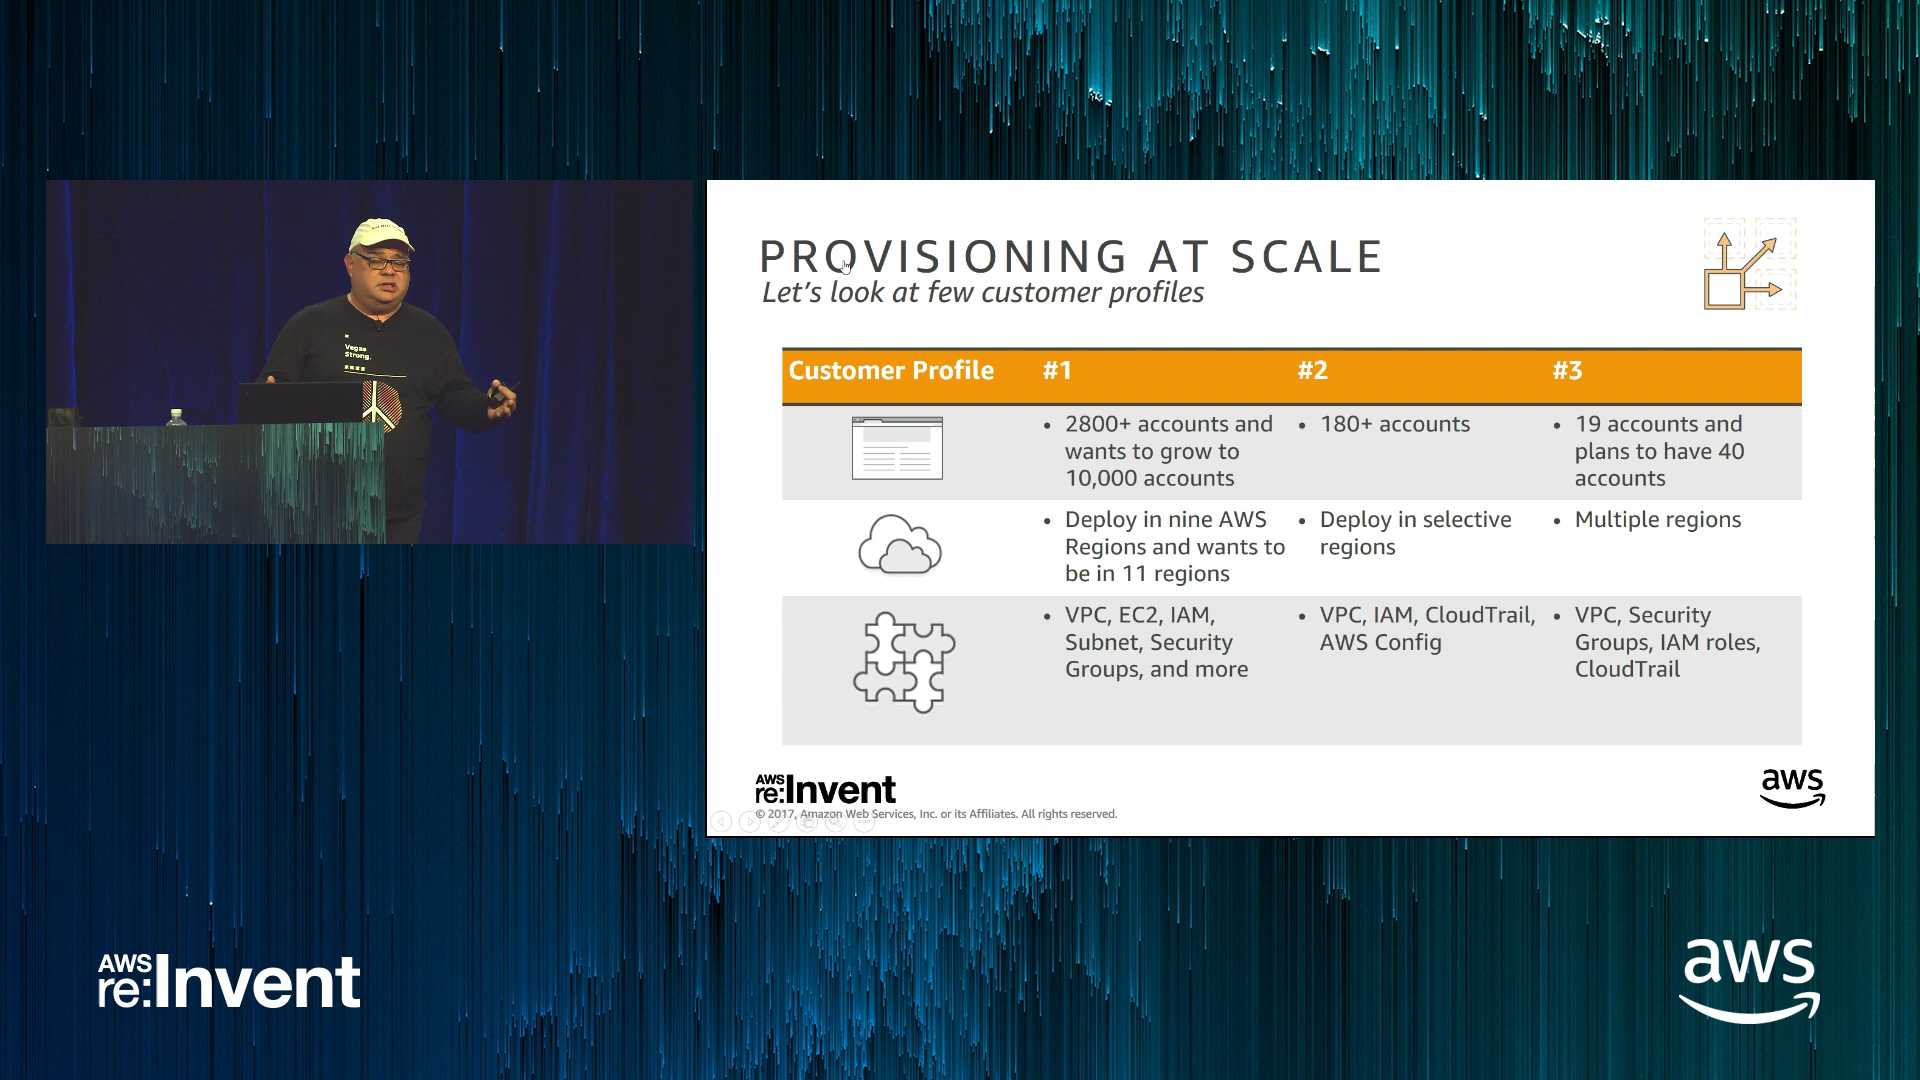 Vegas
Strong.
PROVISIONING AT SCALE
Let's look at few customer profiles
Customer Profile
#1
#2
#3
• 2800+ accounts and
wants to grow to
10,000 accounts
• 180+ accounts
• 19 accounts and
plans to have 40
accounts
• Deploy in nine AWS
Regions and wants to
be in 11 regions
• Deploy in selective
regions
• Multiple regions
• VPC, EC2, IAM,
Subnet, Security
Groups, and more
• VPC, IAM, CloudTrail,
AWS Config
• VPC, Security
Groups, IAM roles,
CloudTrail
AWS
re:Invent
© 2017, Amazon Web Services, Inc. or its Affiliates. All rights reserved.
aws
AWS
re:Invent
aws